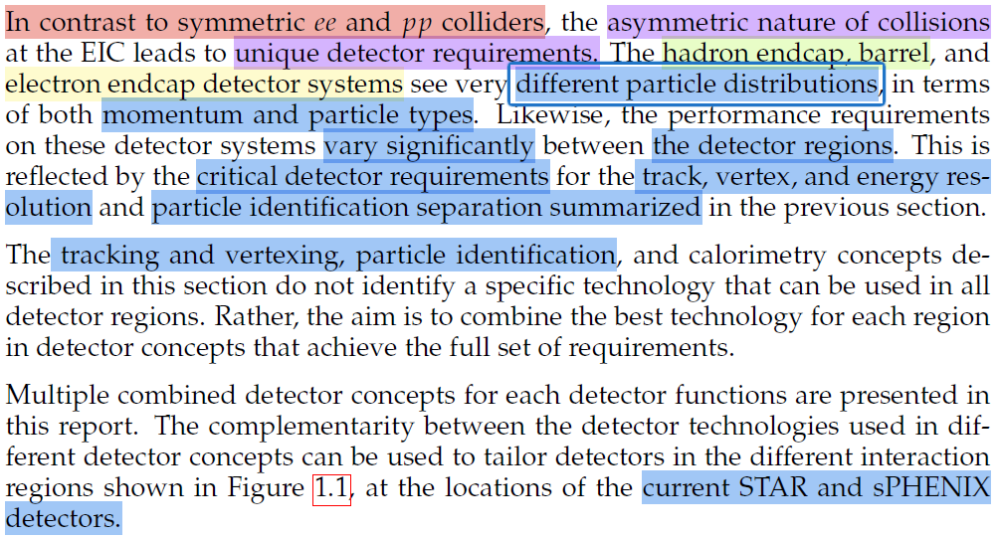 In contrast to symmetric ee and pp colliders, the asymmetric nature of collisions
at the EIC leads to unique detector requirements. The hadron endcap, barrel, and
electron endcap detector systems see very different particle distributions, in terms
of both momentum and particle types. Likewise, the performance requirements
on these detector systems vary significantly between the detector regions. This is
reflected by the critical detector requirements for the track, vertex, and energy res-
olution and particle identification separation summarized in the previous section.
The tracking and vertexing, particle identification, and calorimetry concepts de-
scribed in this section do not identify a specific technology that can be used in all
detector regions. Rather, the aim is to combine the best technology for each region
in detector concepts that achieve the full set of requirements.
Multiple combined detector concepts for each detector functions are presented in
this report. The complementarity between the detector technologies used in dif-
ferent detector concepts can be used to tailor detectors in the different interaction
regions shown in Figure 1.1, at the locations of the current STAR and sPHENIX
detectors.